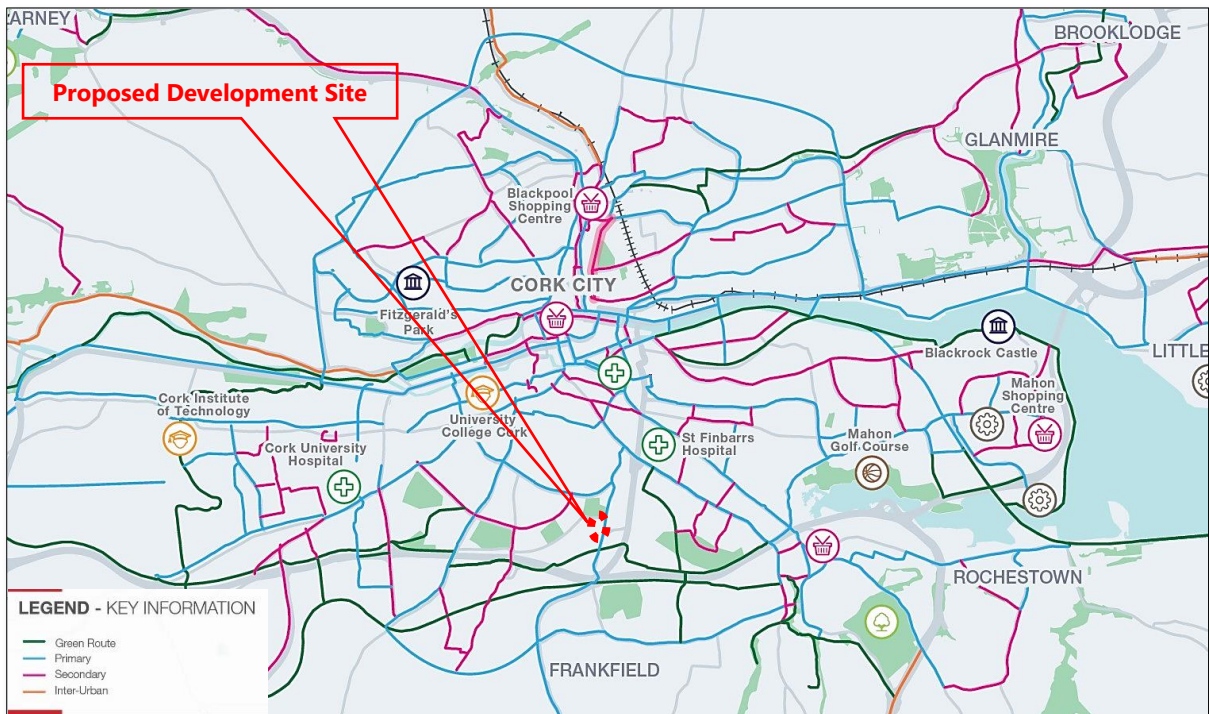 ARNEY
BROOKLODGE
Proposed Development Site
GLANMIRE
Blackpool
Shopping
Centre
CORK CITY
Fitzgerald's
Park
Blackrock Castle
LITTLE
Mahon
Shopping
Centre
Cork Institute
of Technology
University
College Cork
Cork University
Hospital
St Finbarrs
Hospital
Mahon
Golf Course
ROCHESTOWN
FRANKFIELD
LEGEND - KEY INFORMATION
Green Route
Primary
Secondary
Inter-Urban